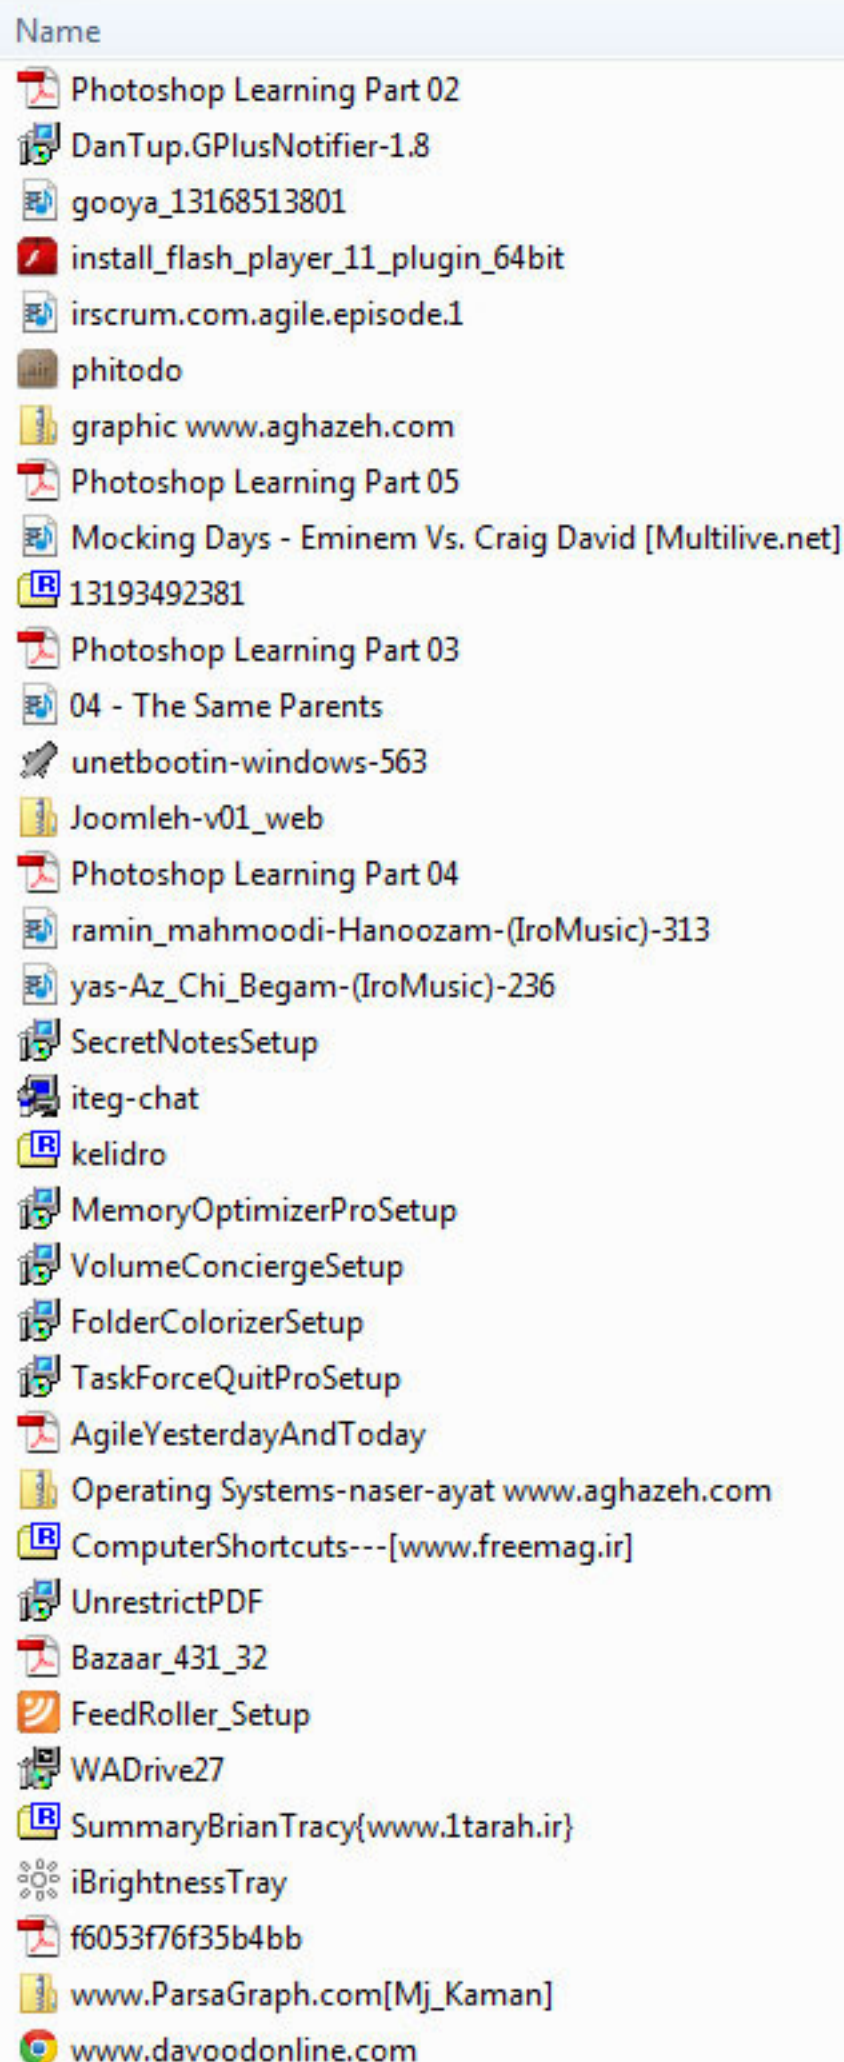 Name
Photoshop Learning Part 02
DanTup.GPlusNotifier-1.8
gooya_13168513801
install_flash_player_11_plugin_64bit
irscrum.com.agile.episode.1
phitodo
graphic www.aghazeh.com
Photoshop Learning Part 05
Mocking Days - Eminem Vs. Craig David [Multilive.net]
13193492381
Photoshop Learning Part 03
04 - The Same Parents
unetbootin-windows-563
Joomleh-v01_web
Photoshop Learning Part 04
ramin_mahmoodi-Hanoozam-(IroMusic)-313
yas-Az_Chi_Begam-(IroMusic)-236
SecretNotesSetup
iteg-chat
kelidro
MemoryOptimizerProSetup
VolumeConciergeSetup
FolderColorizerSetup
TaskForceQuitProSetup
AgileYesterdayAndToday
Operating Systems-naser-ayat www.aghazeh.com
ComputerShortcuts---[www.freemag.ir]
UnrestrictPDF
Bazaar_431_32
FeedRoller_Setup
WADrive27
SummaryBrianTracy{www.1tarah.ir}
iBrightnessTray
f6053f76f35b4bb
www.ParsaGraph.com[Mj_Kaman]
www.davoodonline.com